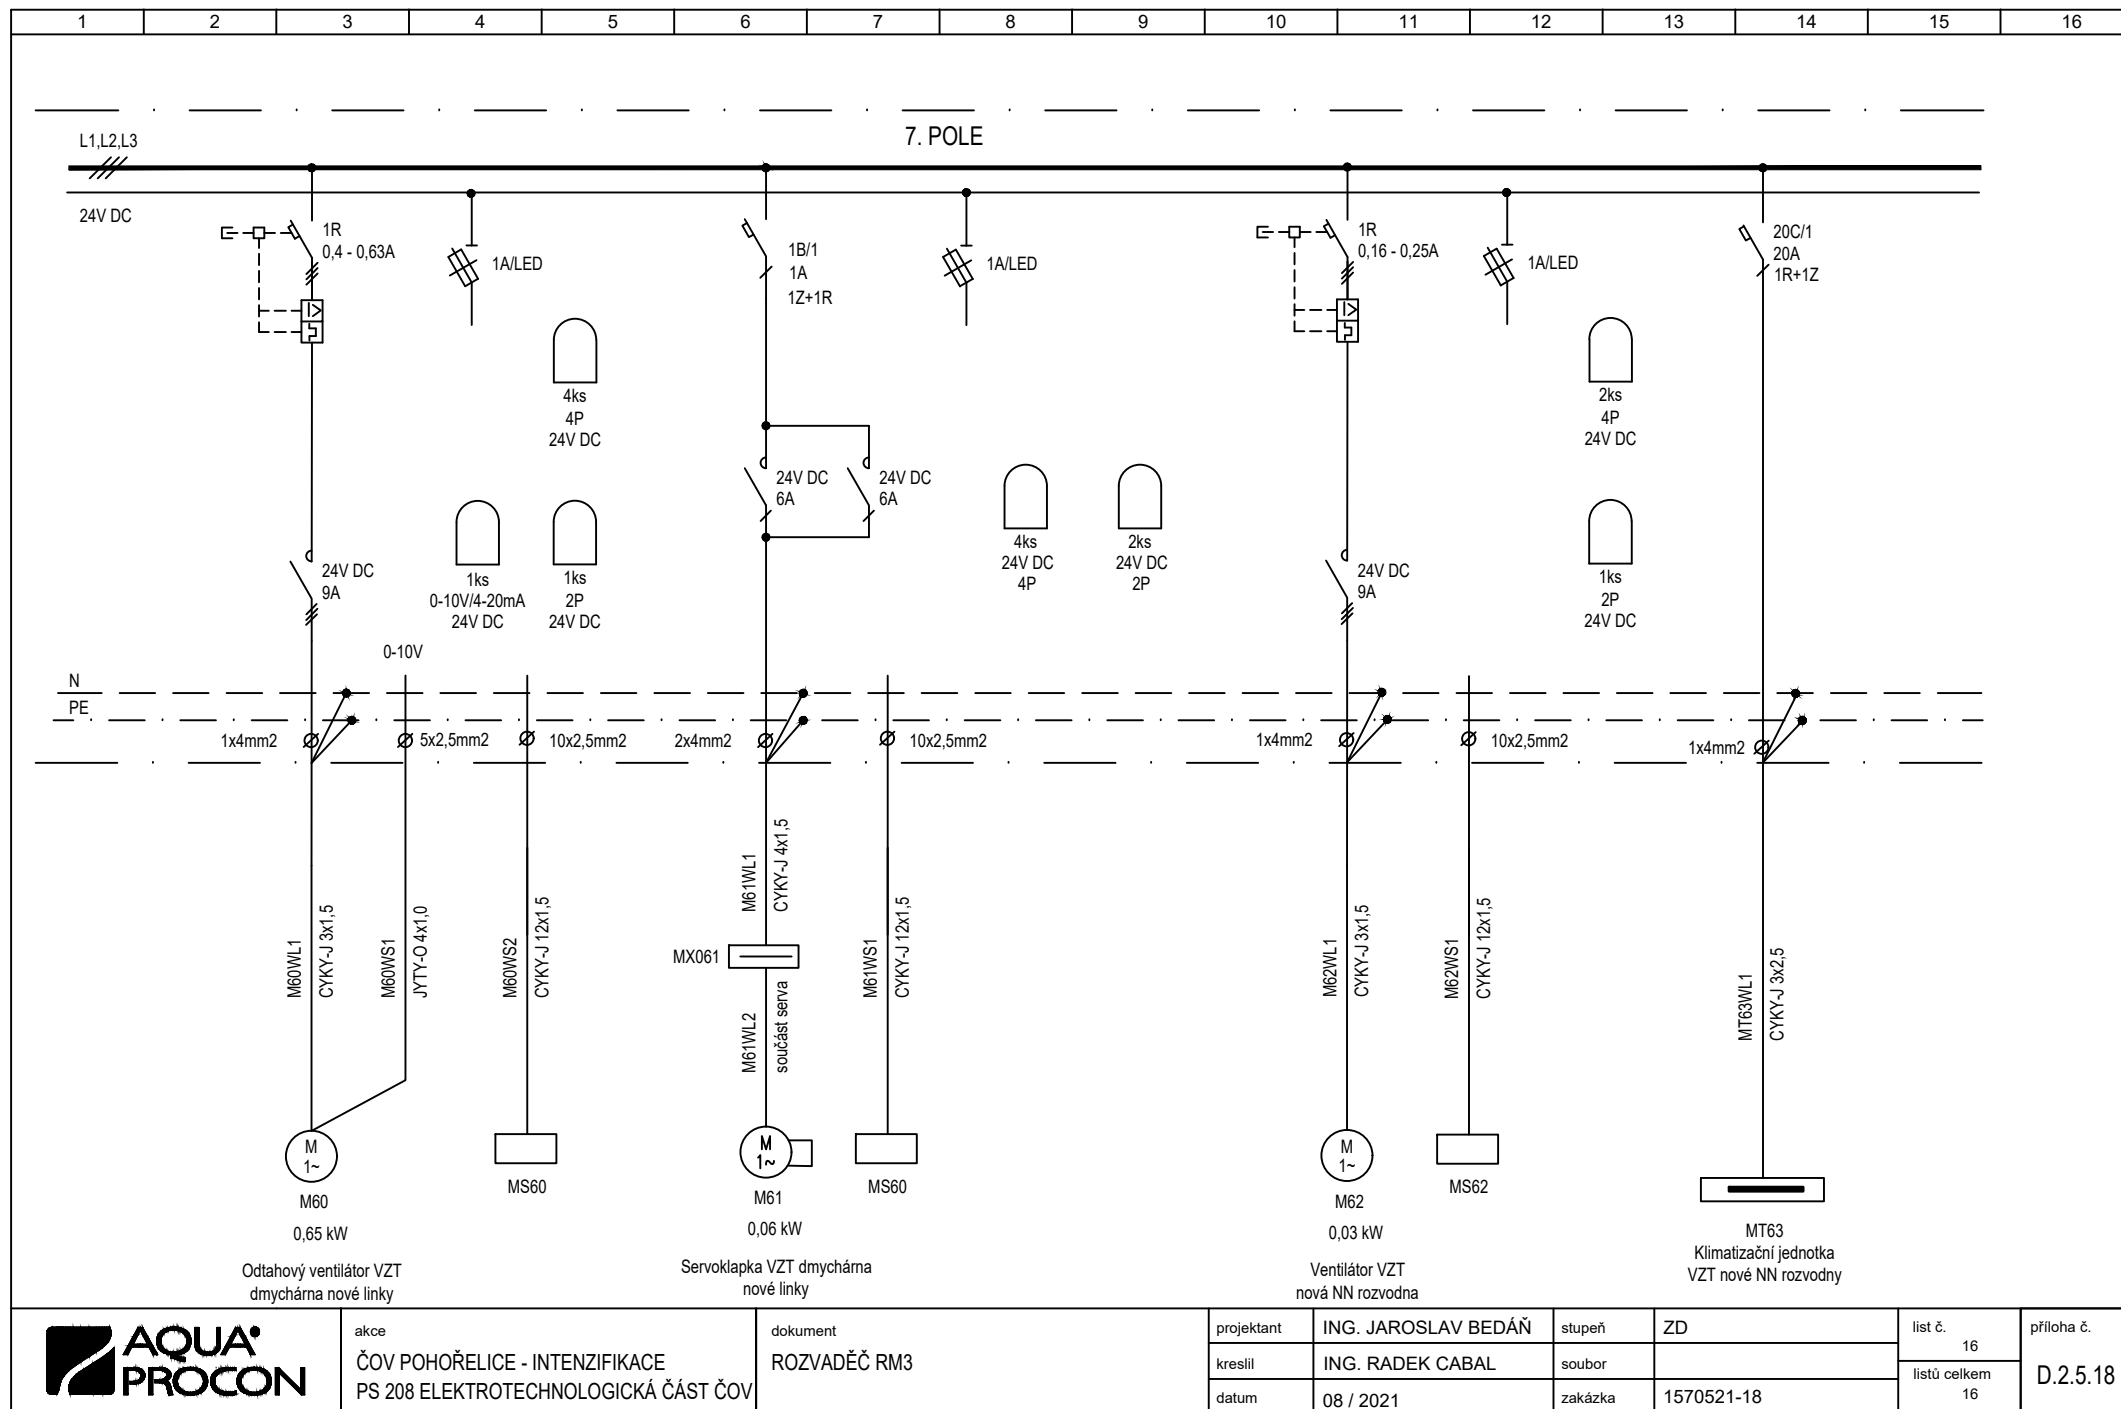 1 2 3 4 5 6 7 8 9 10 11 12 13 14 15 16
7. POLE
L1,L2,L3
24V DC
1R
0,4 - 0,63A
1A/LED
1B/1
1A
1Z+1R
1A/LED
1R
0,16 - 0,25A
1A/LED
20C/1
20A
1R+1Z
4ks
4P
24V DC
2ks
4P
24V DC
24V DC
6A
24V DC
6A
4ks
24V DC
4P
2ks
24V DC
2P
24V DC
9A
1ks
0-10V/4-20mA
24V DC
1ks
2P
24V DC
24V DC
9A
1ks
2P
24V DC
0-10V
N
PE
1x4mm2
5x2,5mm2
10x2,5mm2
2x4mm2
10x2,5mm2
1x4mm2
10x2,5mm2
1x4mm2
M60WL1
CYKY-J 3x1,5
M60WS1
JYTY-O 4x1,0
M60WS2
CYKY-J 12x1,5
M61WL1
CYKY-J 4x1,5
MX061
M61WL2
součást serva
M61WS1
CYKY-J 12x1,5
M62WL1
CYKY-J 3x1,5
M62WS1
CYKY-J 12x1,5
MT63WL1
CYKY-J 3x2,5
M
1~
M60
0,65 kW
Odtahový ventilátor VZT
dmychárna nové linky
MS60
M
1~
M61
0,06 kW
Servoklapka VZT dmychárna
nové linky
MS60
M
1~
M62
0,03 kW
Ventilátor VZT
nová NN rozvodna
MS62
MT63
Klimatizační jednotka
VZT nové NN rozvodny
AQUA
PROCON
akce
ČOV POHOŘELICE - INTENZIFIKACE
PS 208 ELEKTROTECHNOLOGICKÁ ČÁST ČOV
dokument
ROZVADĚČ RM3
projektant ING. JAROSLAV BEDÁŇ
kreslil ING. RADEK CABAL
datum 08 / 2021
stupeň ZD
soubor
zakázka 1570521-18
list č.
16
listů celkem
16
příloha č.
D.2.5.18